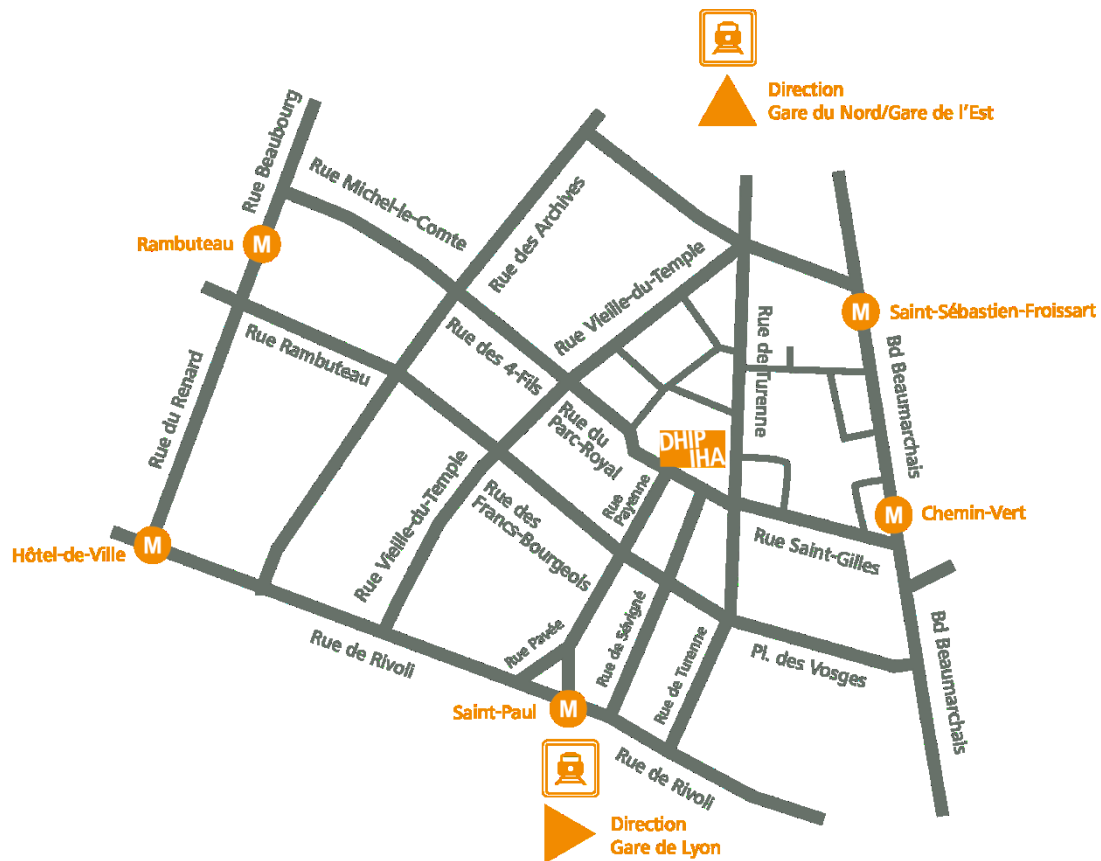 Direction
Gare du Nord/Gare de l'Est
Rue Beaubourg
Rue Michel-le-Comte
Rue des Archives
M
Rambuteau
Rue Vieille-du-Temple
M
Saint-Sébastien-Froissart
Rue de Turenne
Bd Beaumarchais
Rue Rambuteau
Rue des 4-Fils
Rue du Renard
Rue du
Parc-Royal
DHIP
IHA
Rue
Payenne
M
Chemin-Vert
Rue Saint-Gilles
Rue Vieille-du-Temple
Rue des
Francs-Bourgeois
M
Hôtel-de-Ville
Rue de Rivoli
Rue Pavée
Rue de Sévigné
Rue de Turenne
Pl. des Vosges
Bd Beaumarchais
Saint-Paul
M
Rue de Rivoli
Direction
Gare de Lyon